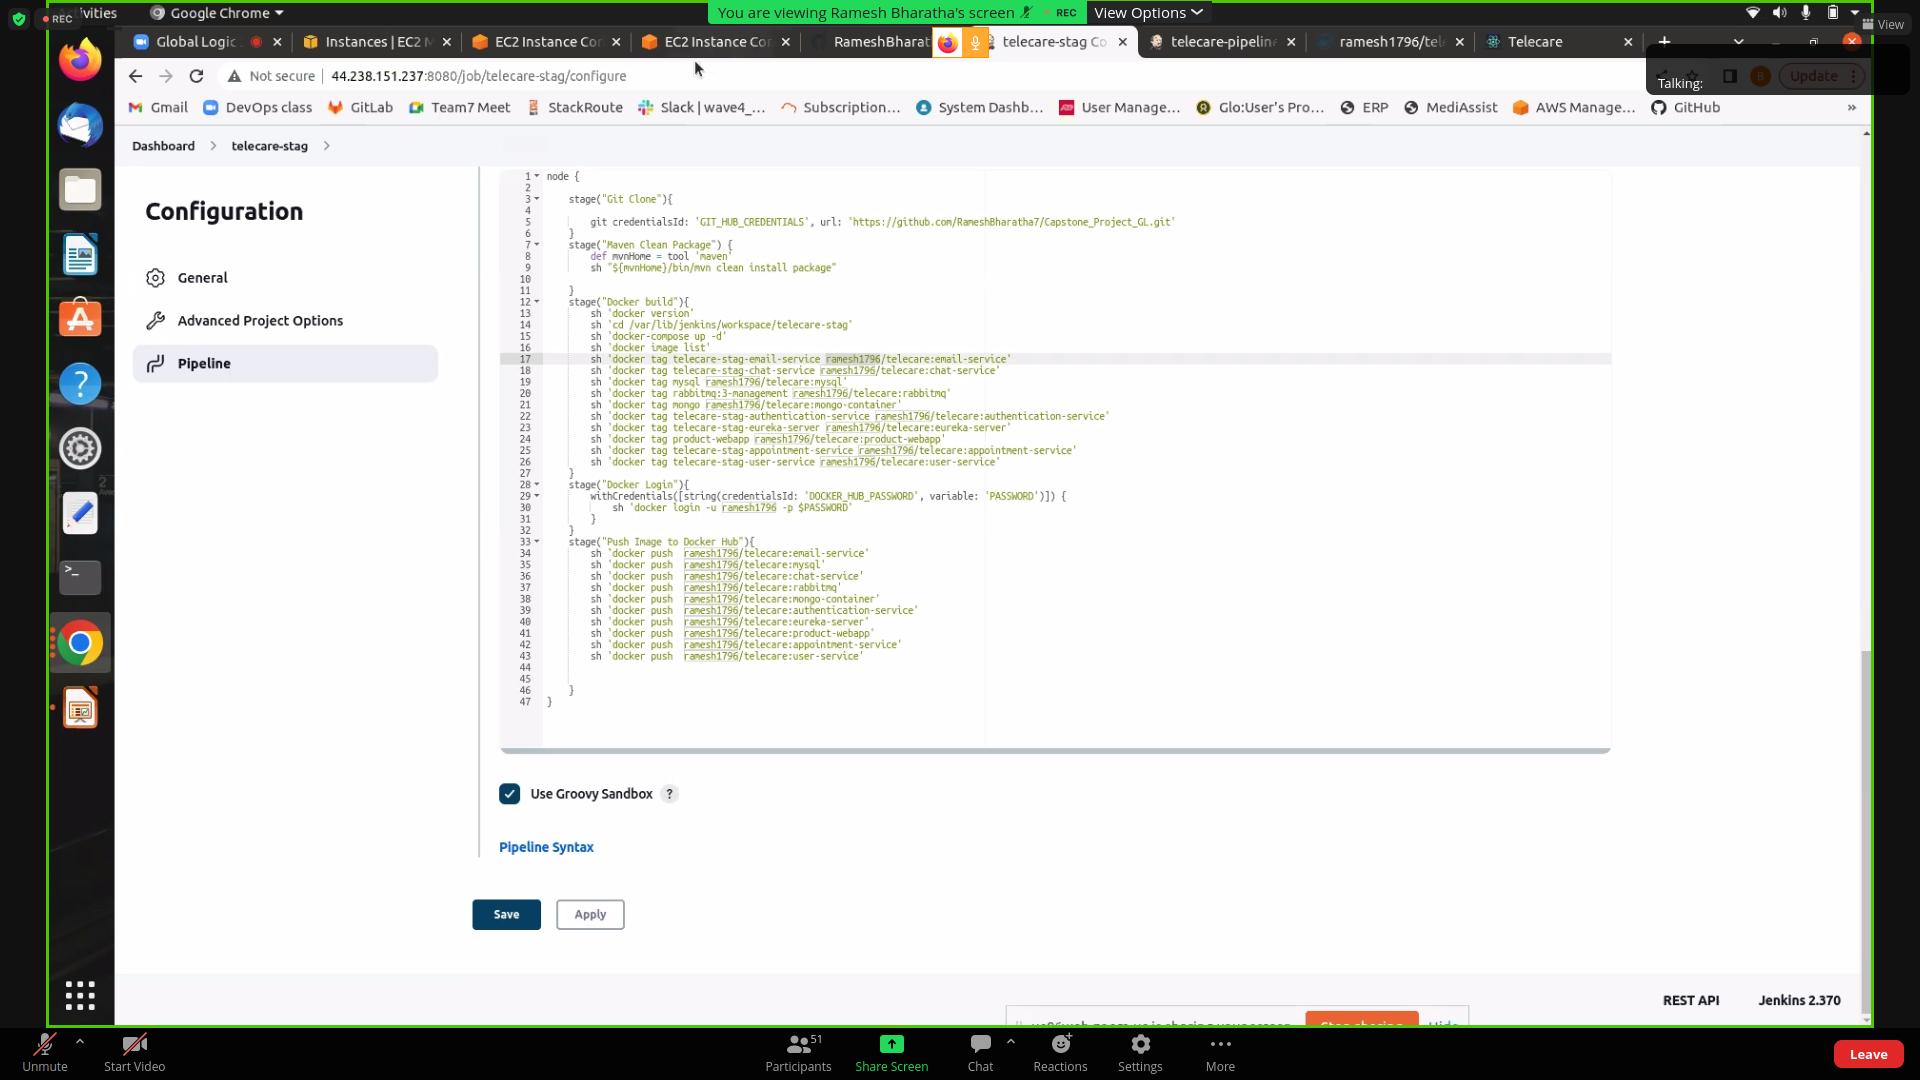 REC
tivities
Google Chrome
You are viewing Ramesh Bharatha's screen
REC
View Options
View
Global Logic
Instances | EC2 M
EC2 Instance Con
EC2 Instance Con
RameshBharat
telecare-stag Co
telecare-pipeline
ramesh1796/tele
Telecare
Not secure
44.238.151.237:8080/job/telecare-stag/configure
B
Update
Talking:
Gmail
DevOps class
GitLab
Team7 Meet
StackRoute
Slack | wave4_...
Subscription...
System Dashb...
User Manage...
Glo:User's Pro...
ERP
MediAssist
AWS Manage...
GitHub
»
Dashboard
telecare-stag
Configuration
General
Advanced Project Options
Pipeline
1 node {
2
3 stage("Git Clone"){
4
5 git credentialsId: 'GIT_HUB_CREDENTIALS', url: 'https://github.com/RameshBharatha7/Capstone_Project_GL.git'
6 }
7 stage("Maven Clean Package") {
8 def mvnHome = tool 'maven'
9 sh "${mvnHome}/bin/mvn clean install package"
10
11 }
12 stage("Docker build"){
13 sh 'docker version'
14 sh 'cd /var/lib/jenkins/workspace/telecare-stag'
15 sh 'docker-compose up -d'
16 sh 'docker image list'
17 sh 'docker tag telecare-stag-email-service ramesh1796/telecare:email-service'
18 sh 'docker tag telecare-stag-chat-service ramesh1796/telecare:chat-service'
19 sh 'docker tag mysql ramesh1796/telecare:mysql'
20 sh 'docker tag rabbitmq:3-management ramesh1796/telecare:rabbitmq'
21 sh 'docker tag mongo ramesh1796/telecare:mongo-container'
22 sh 'docker tag telecare-stag-authentication-service ramesh1796/telecare:authentication-service'
23 sh 'docker tag telecare-stag-eureka-server ramesh1796/telecare:eureka-server'
24 sh 'docker tag product-webapp ramesh1796/telecare:product-webapp'
25 sh 'docker tag telecare-stag-appointment-service ramesh1796/telecare:appointment-service'
26 sh 'docker tag telecare-stag-user-service ramesh1796/telecare:user-service'
27 }
28 stage("Docker Login"){
29 withCredentials([string(credentialsId: 'DOCKER_HUB_PASSWORD', variable: 'PASSWORD')]) {
30 sh 'docker login -u ramesh1796 -p $PASSWORD'
31 }
32 }
33 stage("Push Image to Docker Hub"){
34 sh 'docker push ramesh1796/telecare:email-service'
35 sh 'docker push ramesh1796/telecare:mysql'
36 sh 'docker push ramesh1796/telecare:chat-service'
37 sh 'docker push ramesh1796/telecare:rabbitmq'
38 sh 'docker push ramesh1796/telecare:mongo-container'
39 sh 'docker push ramesh1796/telecare:authentication-service'
40 sh 'docker push ramesh1796/telecare:eureka-server'
41 sh 'docker push ramesh1796/telecare:product-webapp'
42 sh 'docker push ramesh1796/telecare:appointment-service'
43 sh 'docker push ramesh1796/telecare:user-service'
44
45
46 }
47 }
Use Groovy Sandbox ?
Pipeline Syntax
Save
Apply
REST API
Jenkins 2.370
Stop sharing
Hide
Unmute
Start Video
51
Participants
Share Screen
Chat
Reactions
Settings
More
Leave